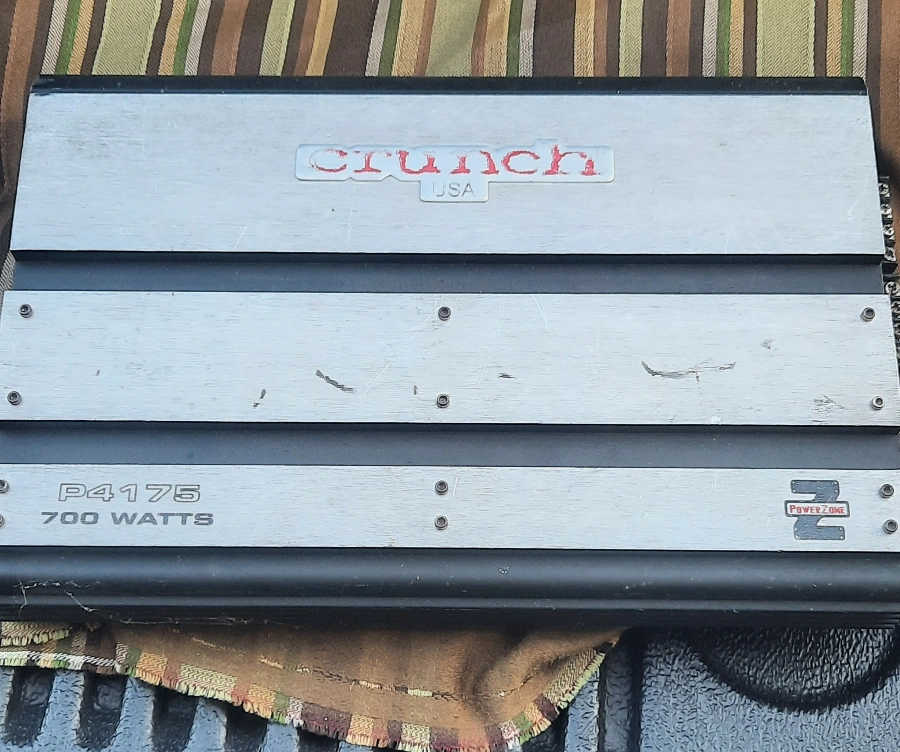 crunch
USA
P4175
700 WATTS
Z
POWERZONE